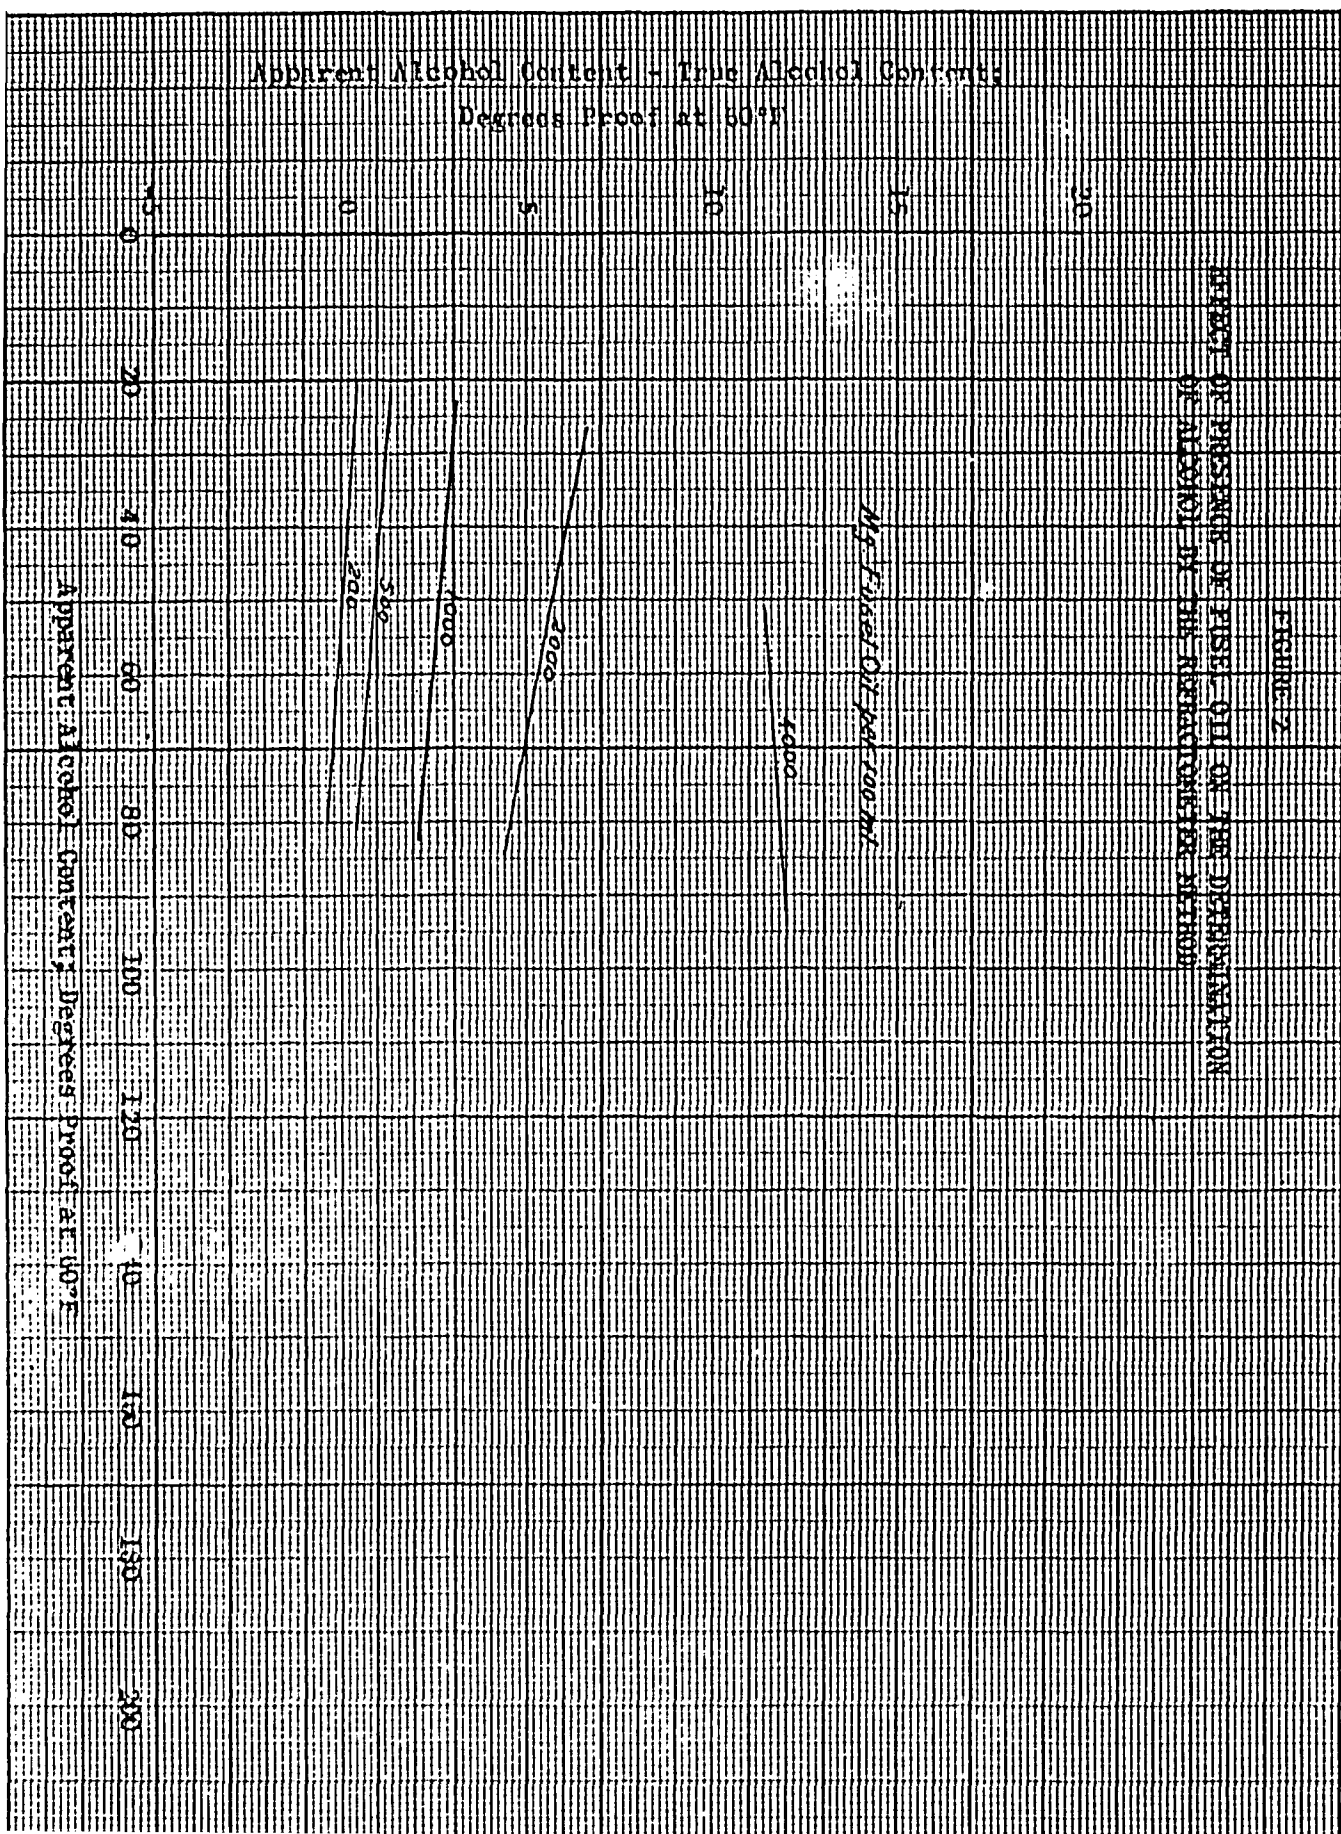 FIGURE 2
EFFECT OF PRESENCE OF FUSEL OIL ON THE DETERMINATION
OF ALCOHOL BY THE REFRACTOMETER METHOD
Apparent Alcohol Content - True Alcohol Content;
Degrees Proof at 60°F
20
15
10
5
0
-5
Mg. Fusel Oil per 100 ml.
4000
2000
1000
500
200
0 20 40 60 80 100 120 160 180 200
Apparent Alcohol Content; Degrees Proof at 60°F